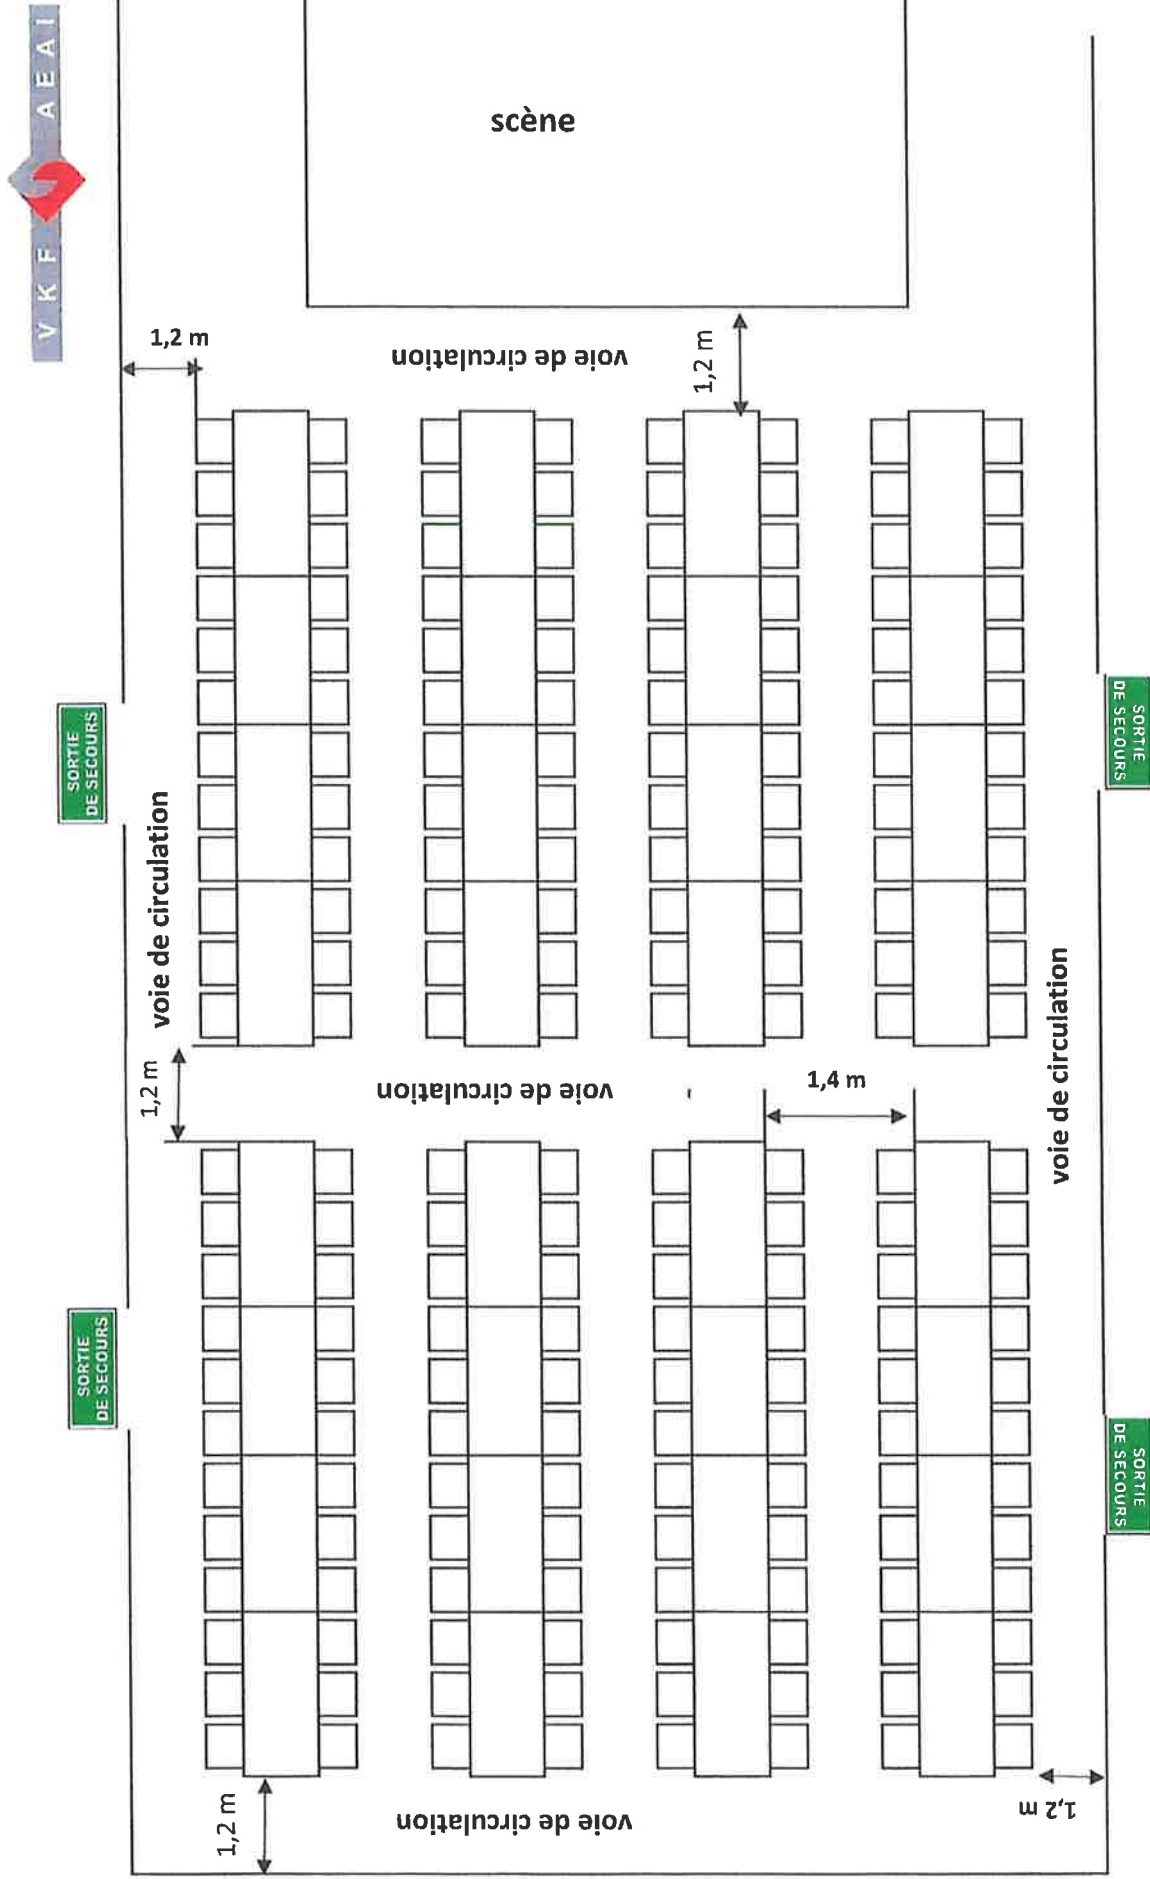 VKF AEAI
scène
1,2 m
voie de circulation
1,2 m
SORTIE
DE SECOURS
SORTIE
DE SECOURS
voie de circulation
1,2 m
voie de circulation
1,4 m
voie de circulation
SORTIE
DE SECOURS
SORTIE
DE SECOURS
1,2 m
voie de circulation
1,2 m